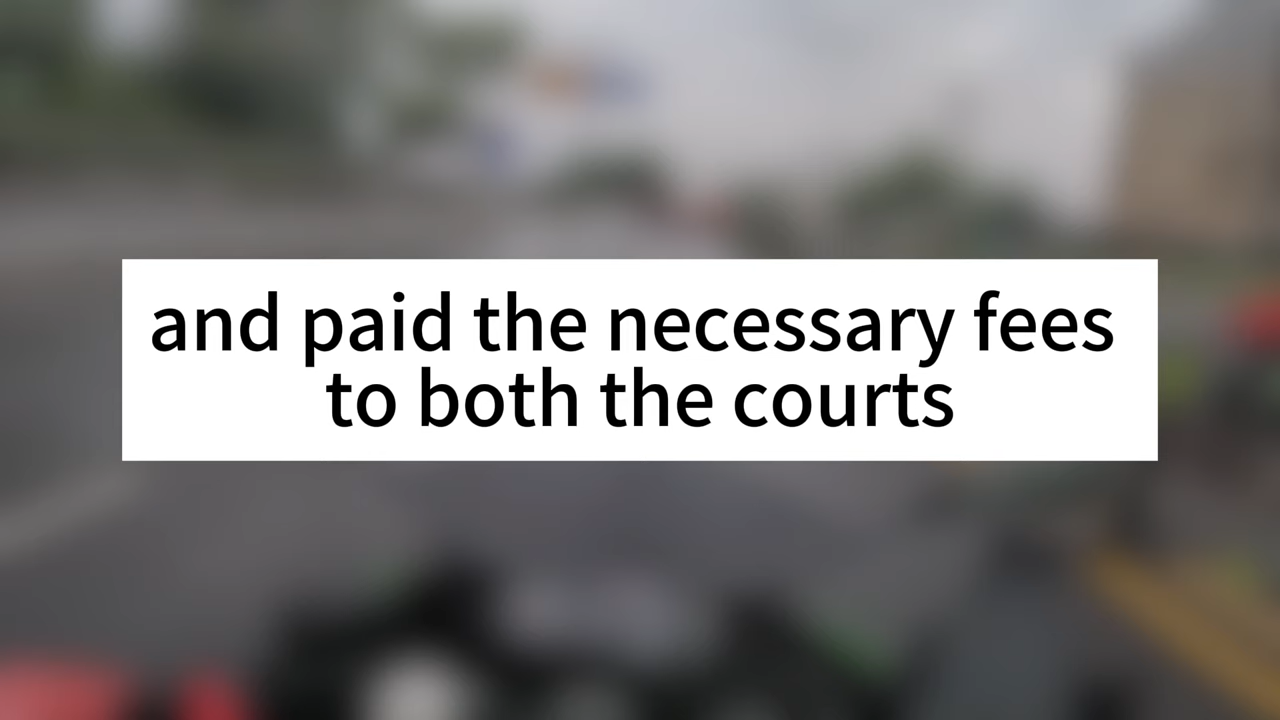 and paid the necessary fees
to both the courts